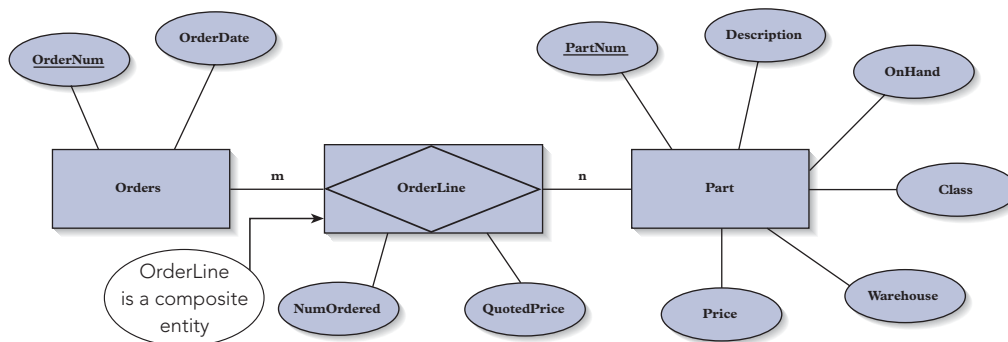 OrderNum
OrderDate
PartNum
Description
OnHand
Orders
m
OrderLine
n
Part
Class
OrderLine
is a composite
entity
NumOrdered
QuotedPrice
Price
Warehouse